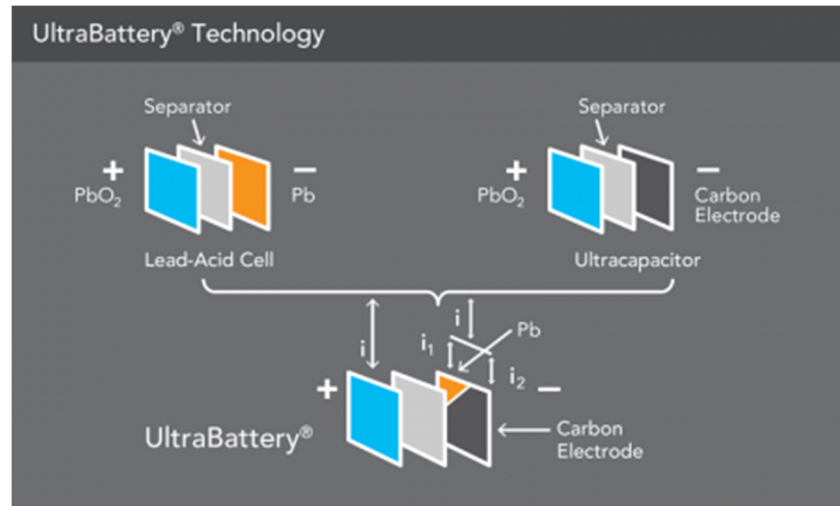 UltraBattery® Technology
Separator
+
−
PbO₂
Pb
Lead-Acid Cell
Separator
+
−
PbO₂
Carbon
Electrode
Ultracapacitor
i
i
i₁
Pb
i₂
+
−
UltraBattery®
Carbon
Electrode